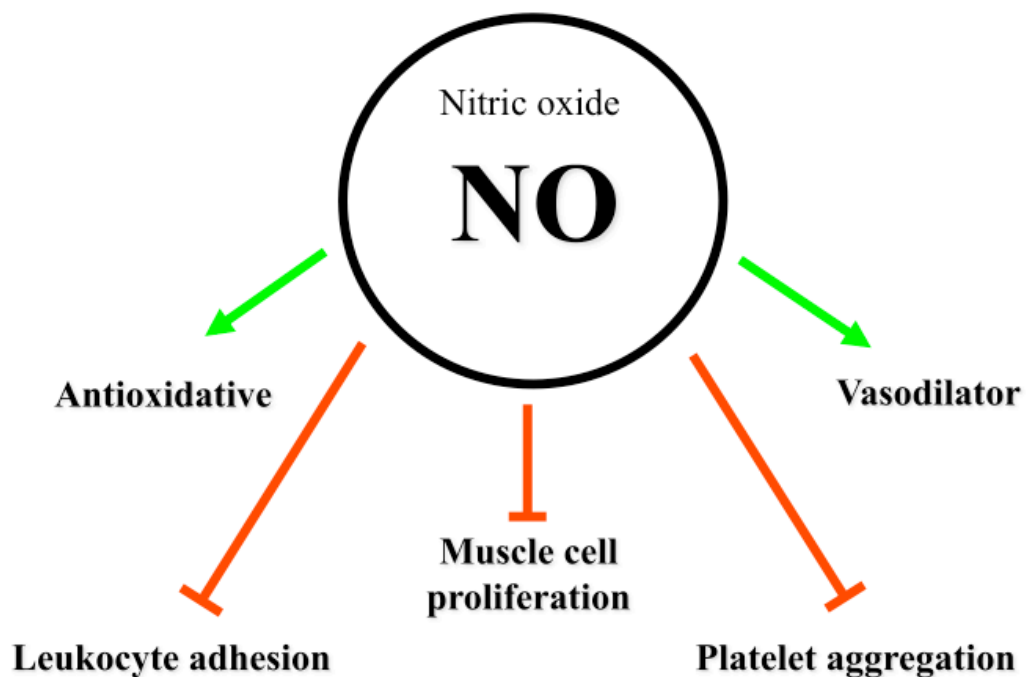 Nitric oxide
NO
Antioxidative
Vasodilator
Muscle cell
proliferation
Leukocyte adhesion
Platelet aggregation